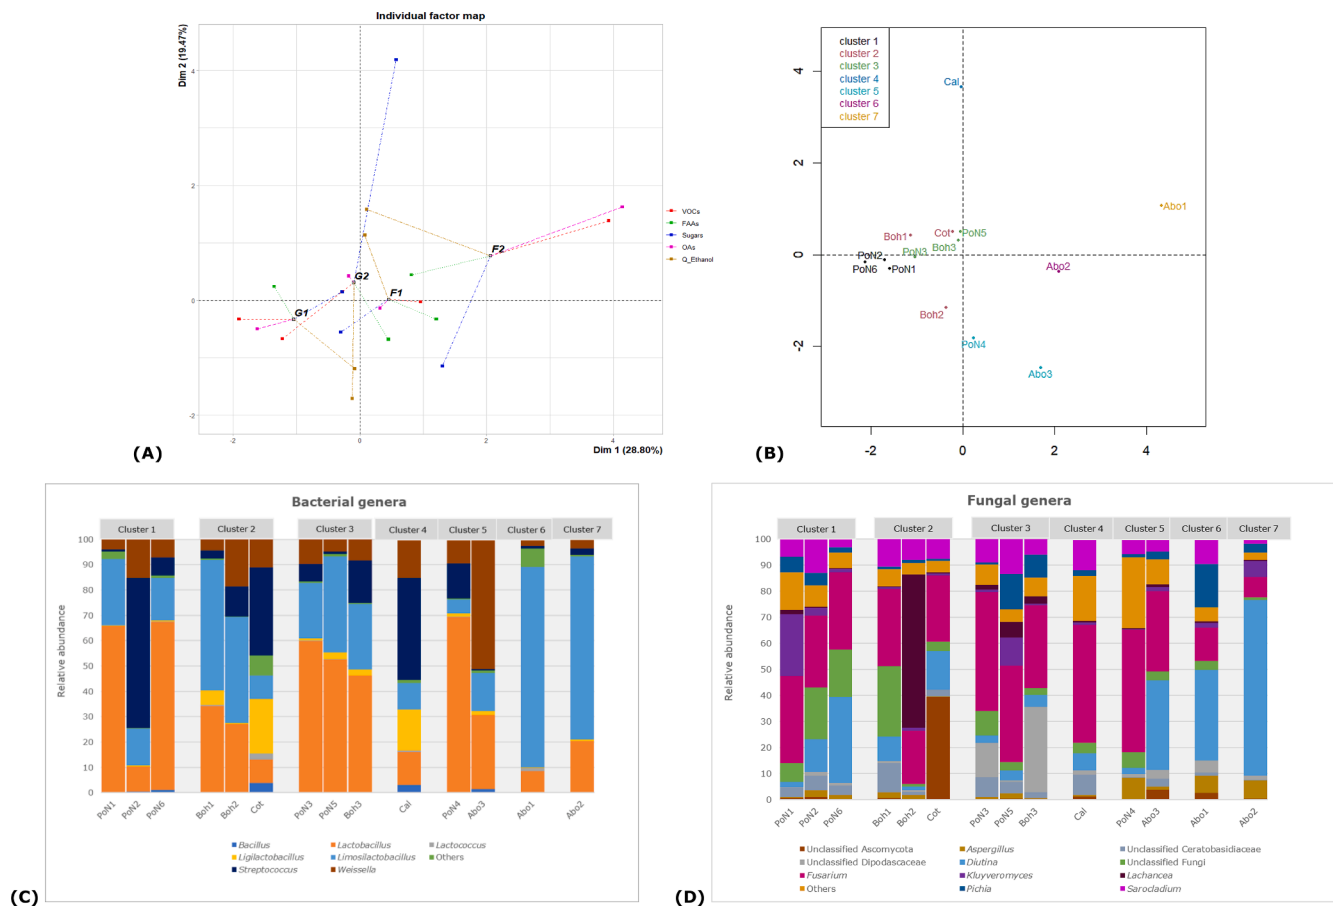 Individual factor map
Dim 2 (19.47%)
4
2
0
-2
-2
0
2
4
Dim 1 (28.80%)
G1
G2
F1
F2
VOCs
FAAs
Sugars
OAs
Q_Ethanol
(A)
cluster 1
cluster 2
cluster 3
cluster 4
cluster 5
cluster 6
cluster 7
4
2
0
-2
-2
0
2
4
Cal
Abo1
Boh1
Cot
PoN5
Boh3
PoN3
PoN2
PoN6
PoN1
Abo2
Boh2
PoN4
Abo3
(B)
Bacterial genera
Cluster 1
Cluster 2
Cluster 3
Cluster 4
Cluster 5
Cluster 6
Cluster 7
Relative abundance
100
90
80
70
60
50
40
30
20
10
0
PoN1
PoN2
PoN6
Boh1
Boh2
Cot
PoN3
PoN5
Boh3
Cal
PoN4
Abo3
Abo1
Abo2
Bacillus
Lactobacillus
Lactococcus
Ligilactobacillus
Limosilactobacillus
Others
Streptococcus
Weissella
(C)
Fungal genera
Cluster 1
Cluster 2
Cluster 3
Cluster 4
Cluster 5
Cluster 6
Cluster 7
Relative abundance
100
90
80
70
60
50
40
30
20
10
0
PoN1
PoN2
PoN6
Boh1
Boh2
Cot
PoN3
PoN5
Boh3
Cal
PoN4
Abo3
Abo1
Abo2
Unclassified Ascomycota
Aspergillus
Unclassified Ceratobasidiaceae
Unclassified Dipodascaceae
Diutina
Unclassified Fungi
Fusarium
Kluyveromyces
Lachancea
Others
Pichia
Sarocladium
(D)